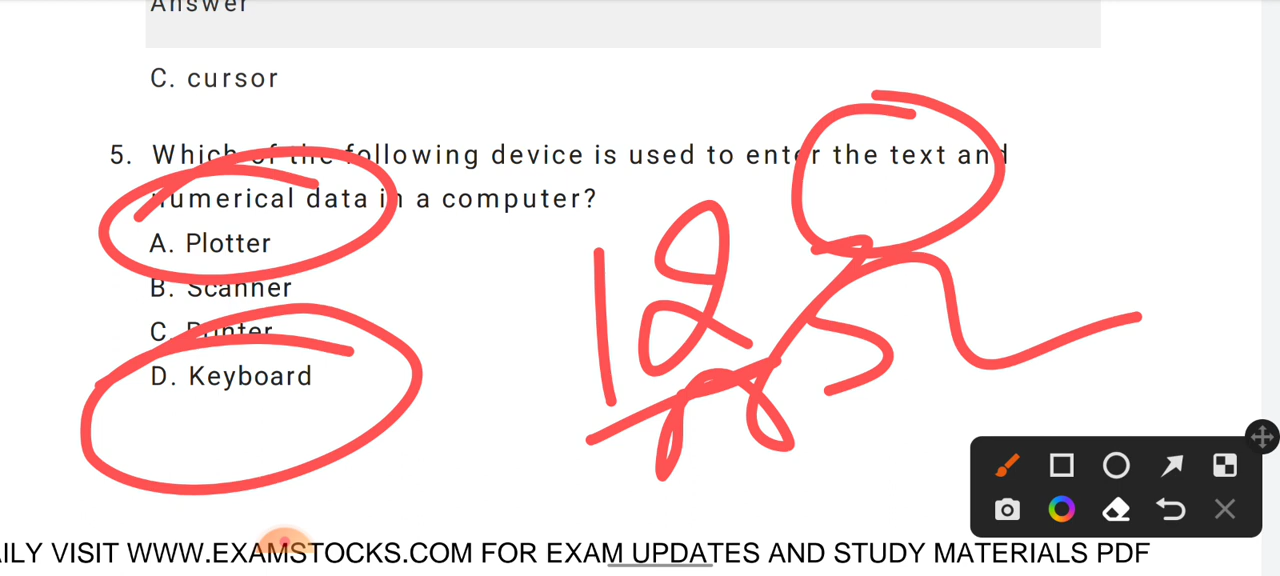 Answer
C. cursor
5. Which of the following device is used to enter the text and
numerical data in a computer?
A. Plotter
B. Scanner
C. Printer
D. Keyboard
ILY VISIT WWW.EXAMSTOCKS.COM FOR EXAM UPDATES AND STUDY MATERIALS PDF